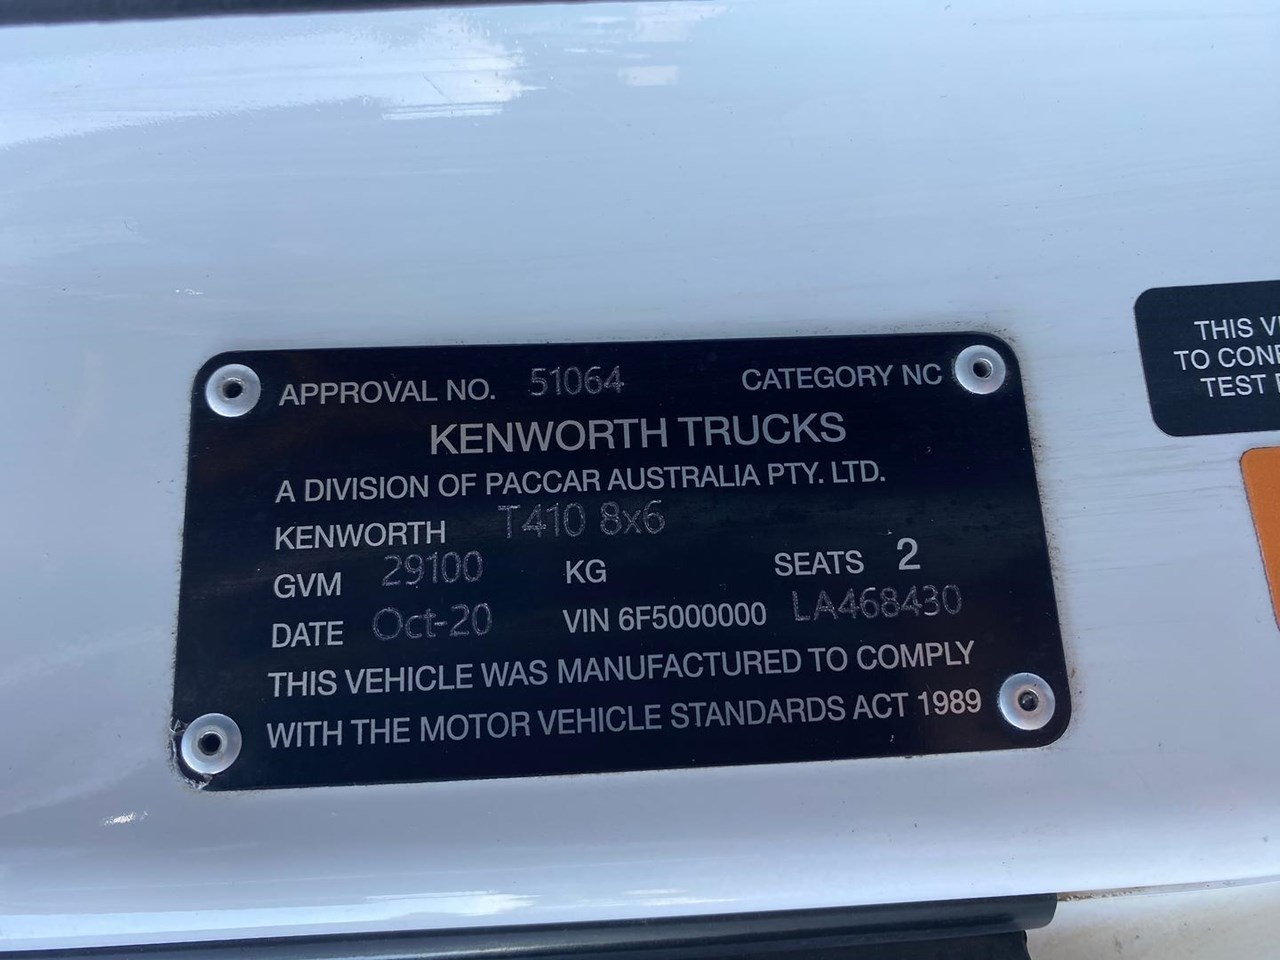 APPROVAL NO. 51064 CATEGORY NC
KENWORTH TRUCKS
A DIVISION OF PACCAR AUSTRALIA PTY. LTD.
KENWORTH T410 8x6
GVM 29100 KG SEATS 2
DATE Oct-20 VIN 6F5000000 LA468430
THIS VEHICLE WAS MANUFACTURED TO COMPLY
WITH THE MOTOR VEHICLE STANDARDS ACT 1989
THIS
TO
TEST